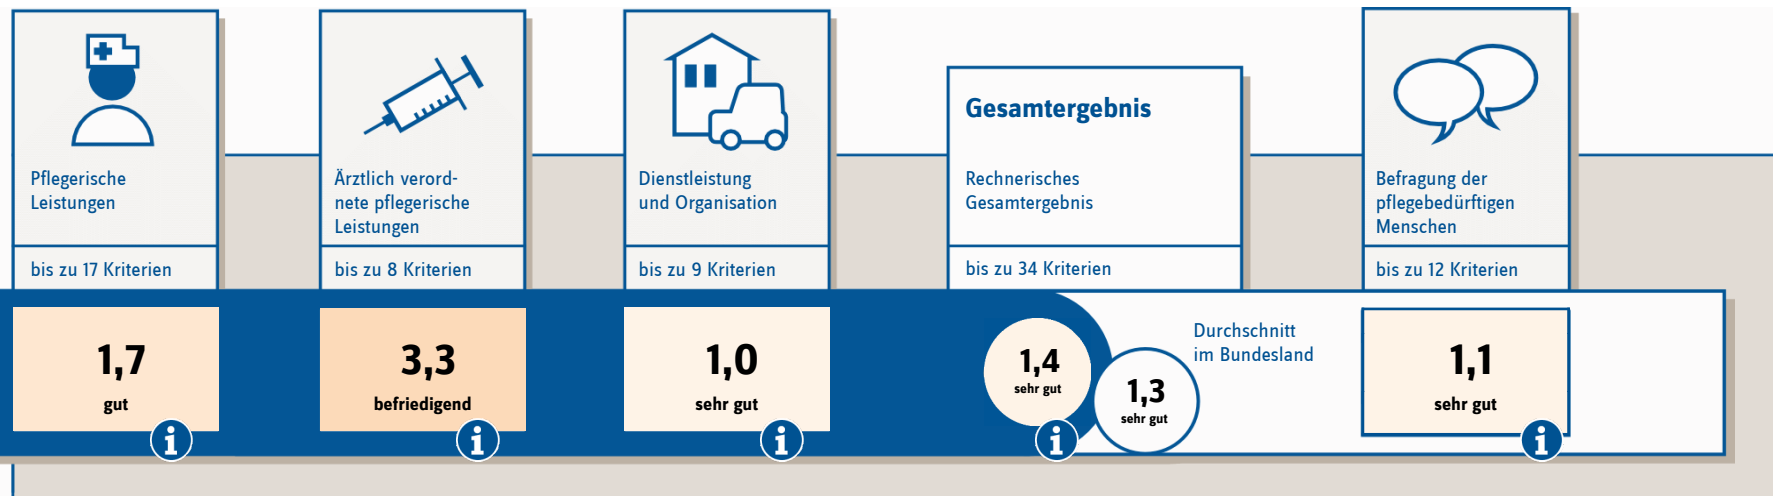 Pflegerische
Leistungen
bis zu 17 Kriterien
1,7
gut
i
Ärztlich verord-
nete pflegerische
Leistungen
bis zu 8 Kriterien
3,3
befriedigend
i
Dienstleistung
und Organisation
bis zu 9 Kriterien
1,0
sehr gut
i
Gesamtergebnis
Rechnerisches
Gesamtergebnis
bis zu 34 Kriterien
1,4
sehr gut
i
Durchschnitt
im Bundesland
1,3
sehr gut
Befragung der
pflegebedürftigen
Menschen
bis zu 12 Kriterien
1,1
sehr gut
i